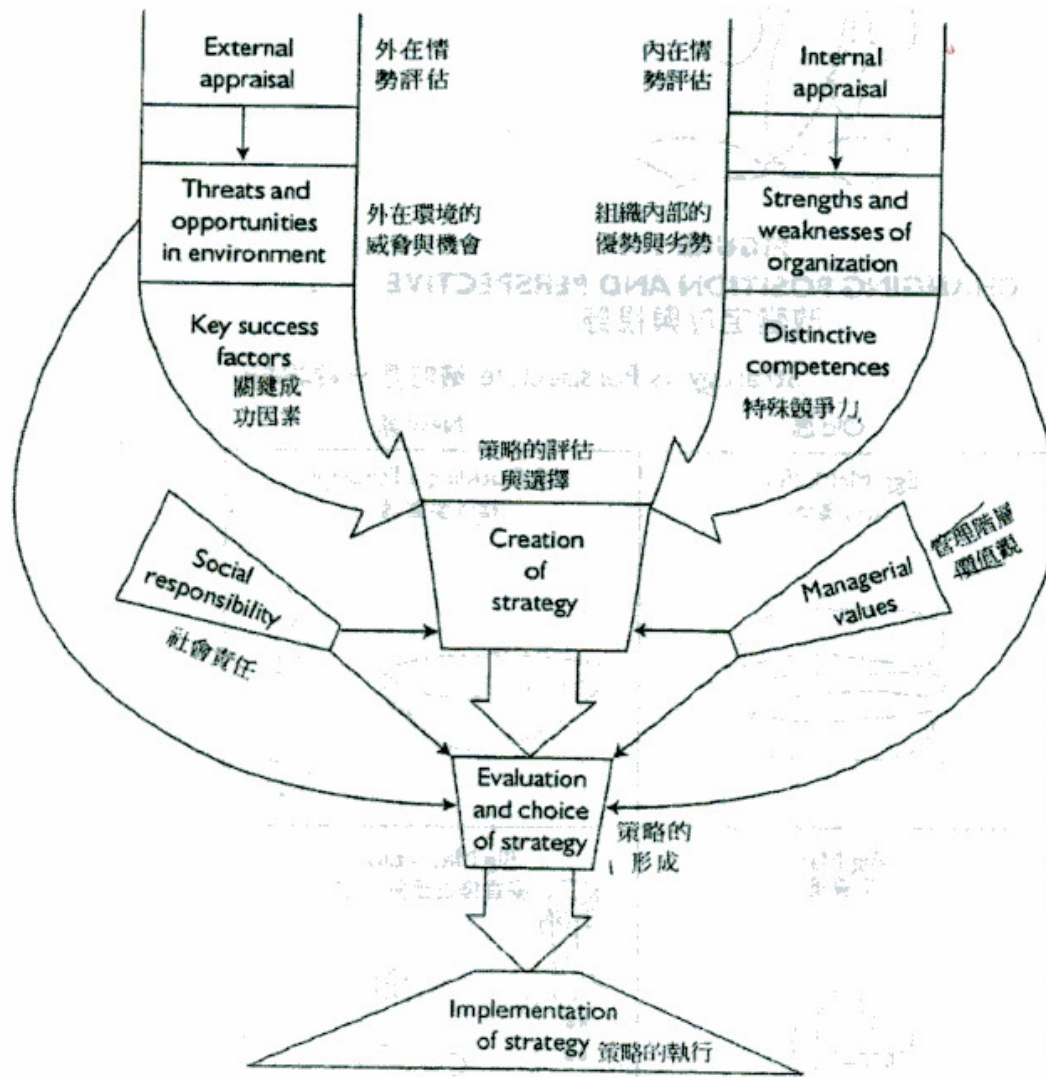 External
appraisal
外在情
勢評估
內在情
勢評估
Internal
appraisal
Threats and
opportunities
in environment
外在環境的
威脅與機會
組織內部的
優勢與劣勢
Strengths and
weaknesses of
organization
CHANGING POSITION AND PERSPECTIVE
Key success
factors
關鍵成
功因素
Distinctive
competences
特殊競爭力
策略的評估
與選擇
Creation
of
strategy
Social
responsibility
社會責任
Managerial
values
管理階層
價值觀
Evaluation
and choice
of strategy
策略的
形成
Implementation
of strategy
策略的執行